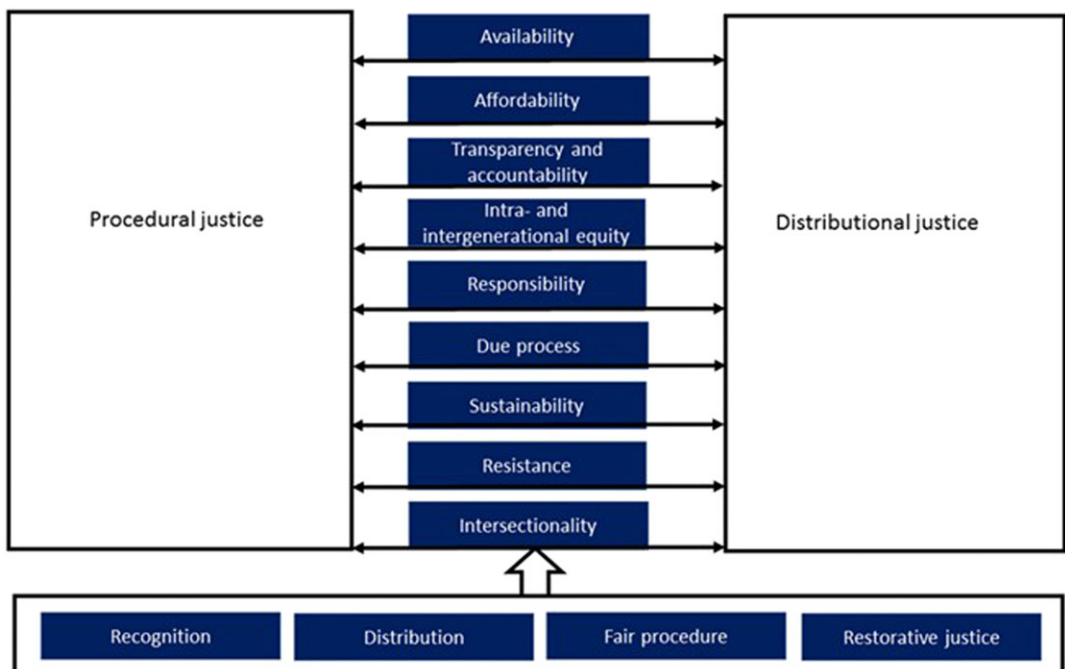 Availability
Affordability
Transparency and
accountability
Procedural justice
Intra- and
intergenerational equity
Distributional justice
Responsibility
Due process
Sustainability
Resistance
Intersectionality
Recognition
Distribution
Fair procedure
Restorative justice